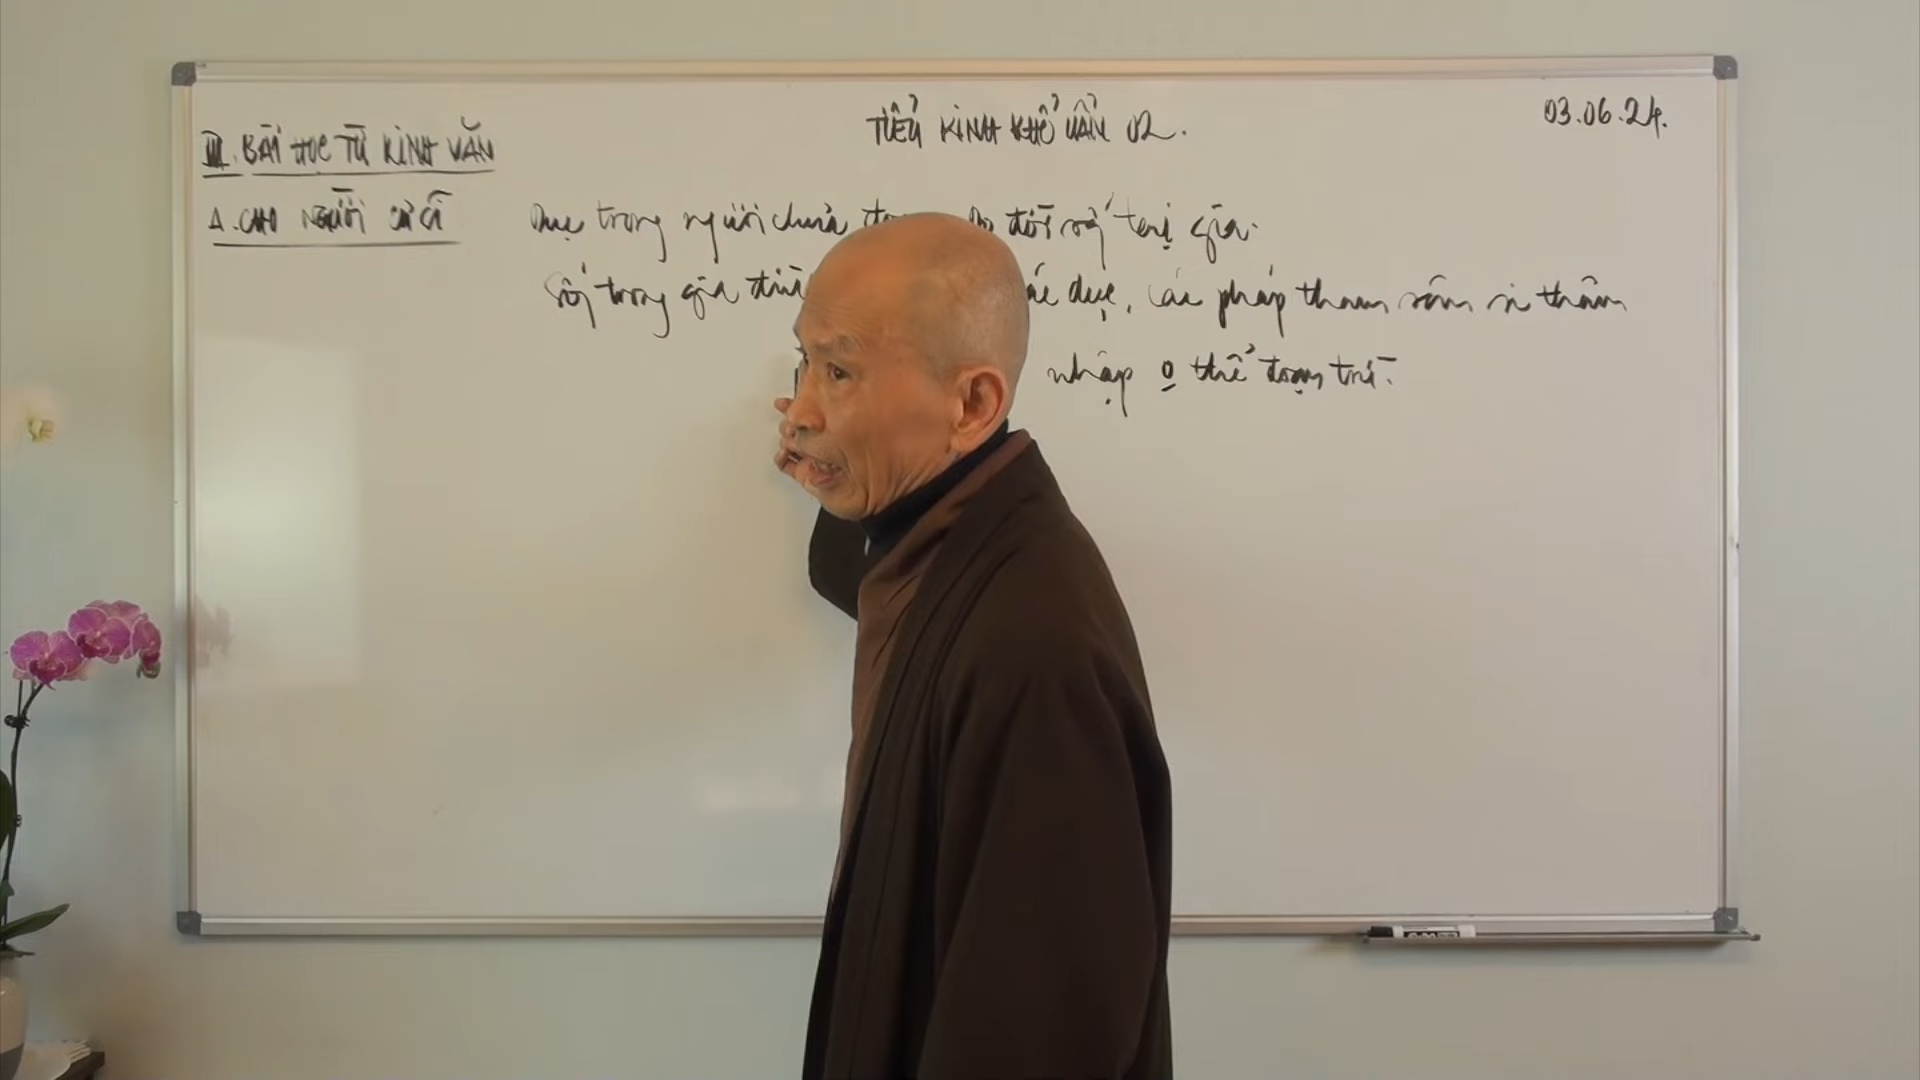 TIỂU KINH KHỔ UẨN 02.
03.06.24.
III. BÀI HỌC TỪ KINH VĂN
A. CHO NGƯỜI CƯ SĨ
Dục trong người chưa đoạn đời sống tại gia.
Sống trong gia đình các dục, các pháp tham sân si thâm
nhập o thể đoạn trừ.